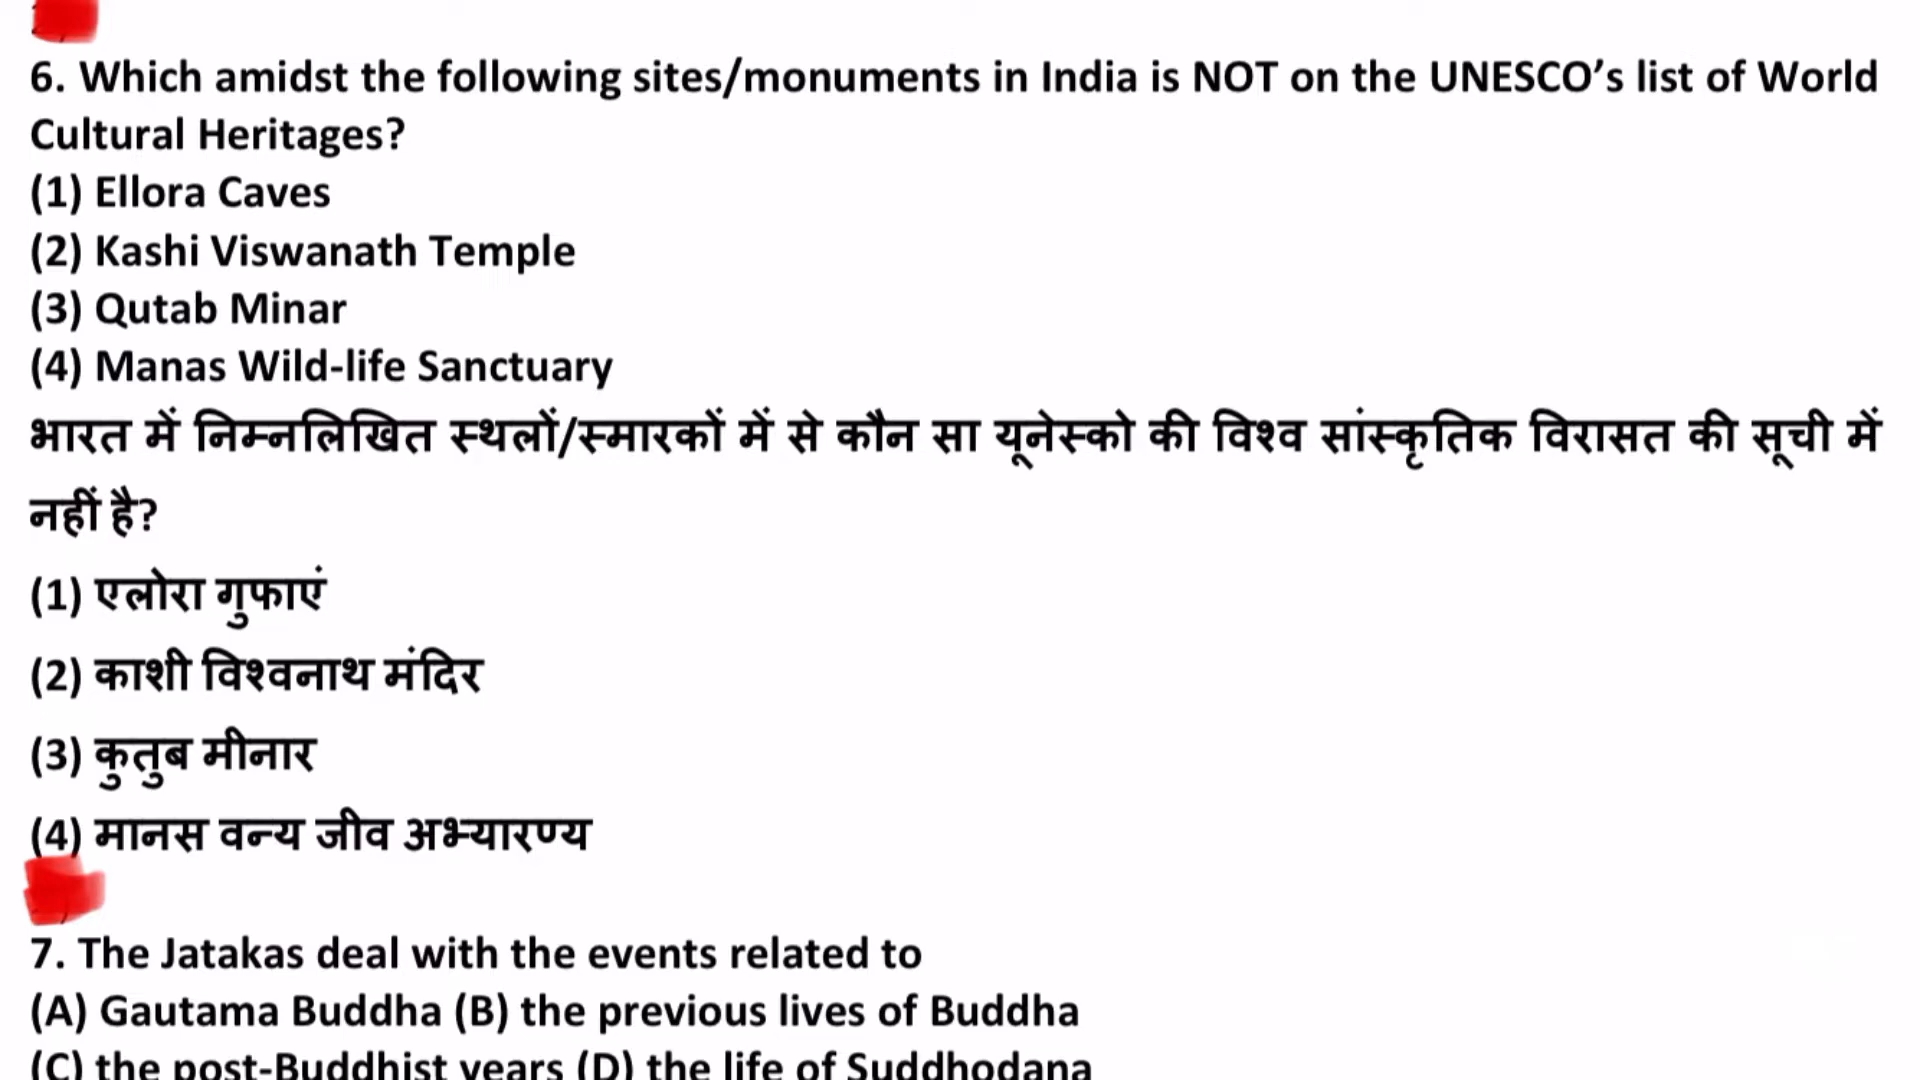 6. Which amidst the following sites/monuments in India is NOT on the UNESCO’s list of World
Cultural Heritages?
(1) Ellora Caves
(2) Kashi Viswanath Temple
(3) Qutab Minar
(4) Manas Wild-life Sanctuary
भारत में निम्नलिखित स्थलों/स्मारकों में से कौन सा यूनेस्को की विश्व सांस्कृतिक विरासत की सूची में
नहीं है?
(1) एलोरा गुफाएं
(2) काशी विश्वनाथ मंदिर
(3) कुतुब मीनार
(4) मानस वन्य जीव अभ्यारण्य
7. The Jatakas deal with the events related to
(A) Gautama Buddha (B) the previous lives of Buddha
(C) the post-Buddhist years (D) the life of Suddhodana